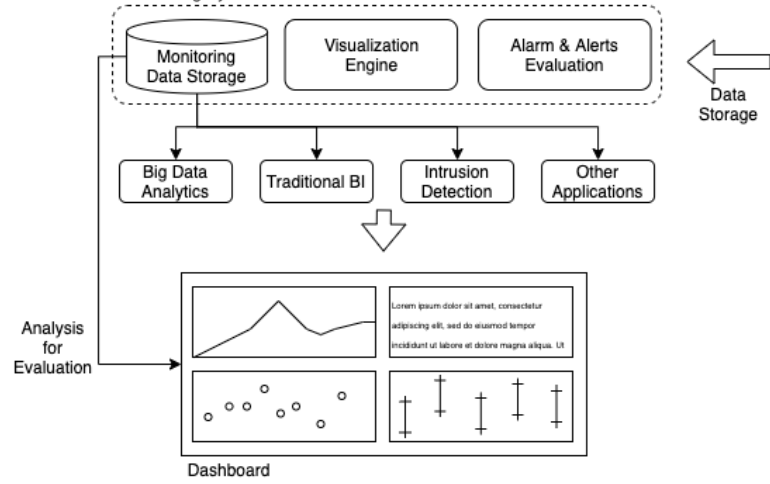 Monitoring
Data Storage
Visualization
Engine
Alarm & Alerts
Evaluation
Data
Storage
Big Data
Analytics
Traditional BI
Intrusion
Detection
Other
Applications
Analysis
for
Evaluation
Lorem ipsum dolor sit amet, consectetur
adipiscing elit, sed do eiusmod tempor
incididunt ut labore et dolore magna aliqua. Ut
Dashboard